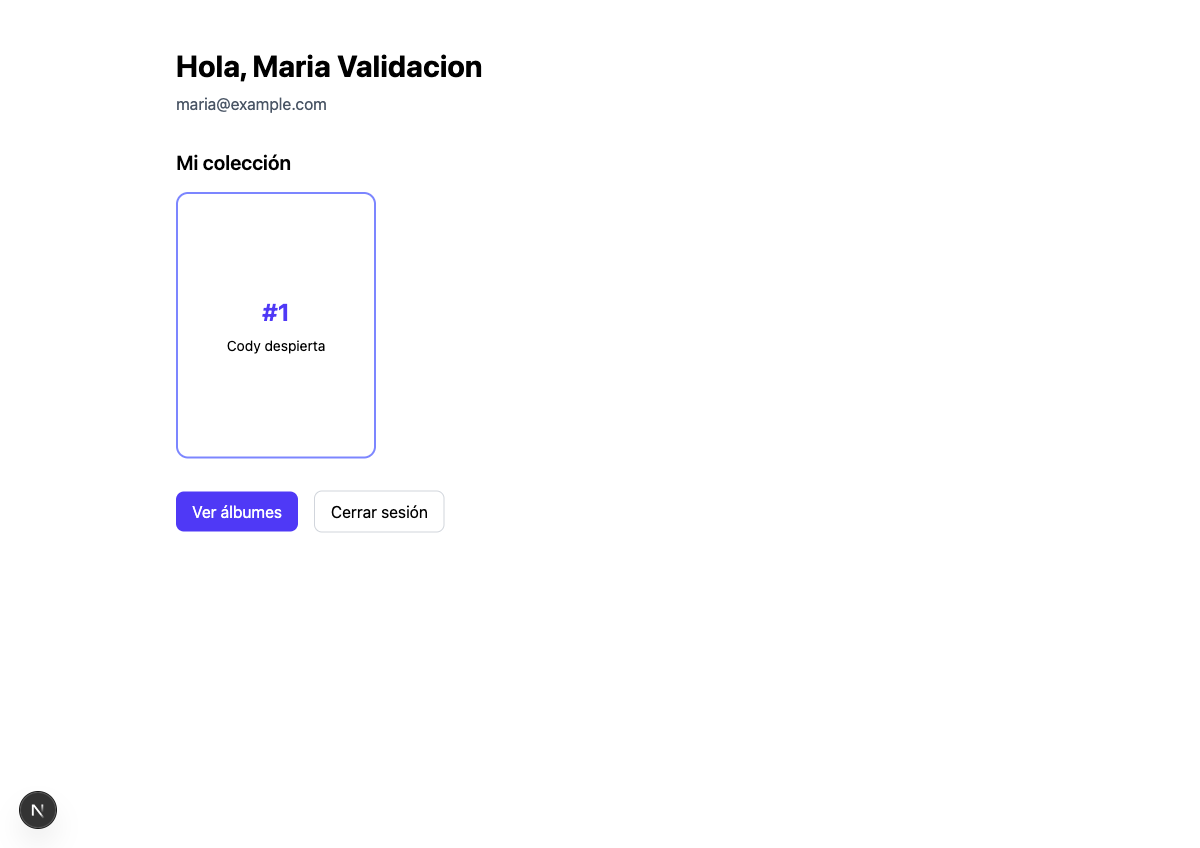 Hola, Maria Validacion
maria@example.com
Mi colección
#1
Cody despierta
Ver álbumes
Cerrar sesión
N